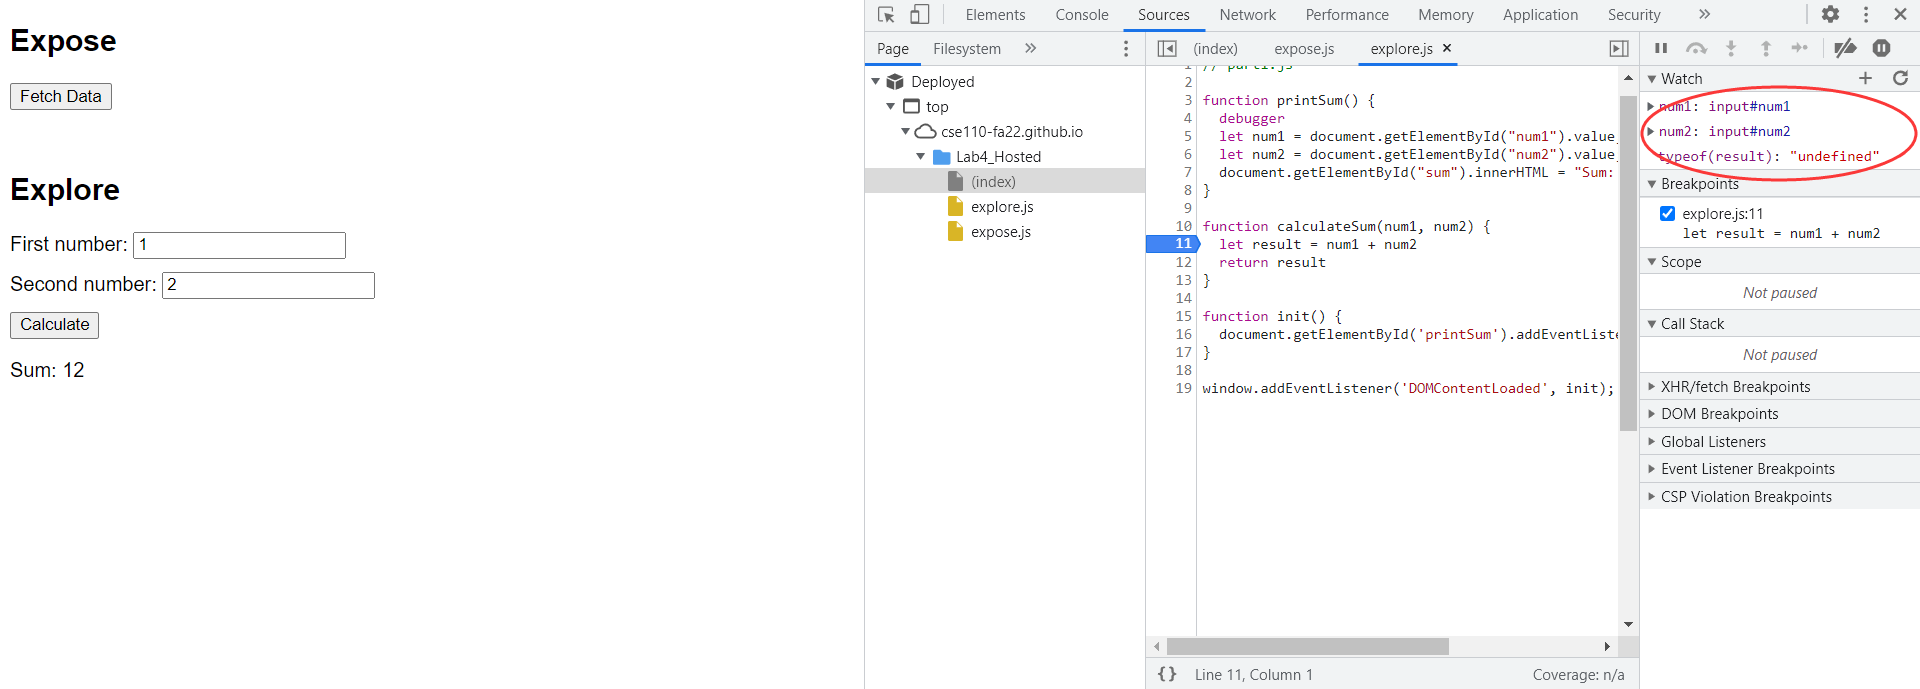 Expose
Fetch Data
Explore
First number: 1
Second number: 2
Calculate
Sum: 12
Elements Console Sources Network Performance Memory Application Security
Page Filesystem
Deployed
top
cse110-fa22.github.io
Lab4_Hosted
(index)
explore.js
expose.js
(index) expose.js explore.js
2
3 function printSum() {
4 debugger
5 let num1 = document.getElementById("num1").value
6 let num2 = document.getElementById("num2").value
7 document.getElementById("sum").innerHTML = "Sum:
8 }
9
10 function calculateSum(num1, num2) {
11 let result = num1 + num2
12 return result
13 }
14
15 function init() {
16 document.getElementById('printSum').addEventListe
17 }
18
19 window.addEventListener('DOMContentLoaded', init);
{} Line 11, Column 1 Coverage: n/a
Watch
num1: input#num1
num2: input#num2
typeof(result): "undefined"
Breakpoints
explore.js:11
let result = num1 + num2
Scope
Not paused
Call Stack
Not paused
XHR/fetch Breakpoints
DOM Breakpoints
Global Listeners
Event Listener Breakpoints
CSP Violation Breakpoints